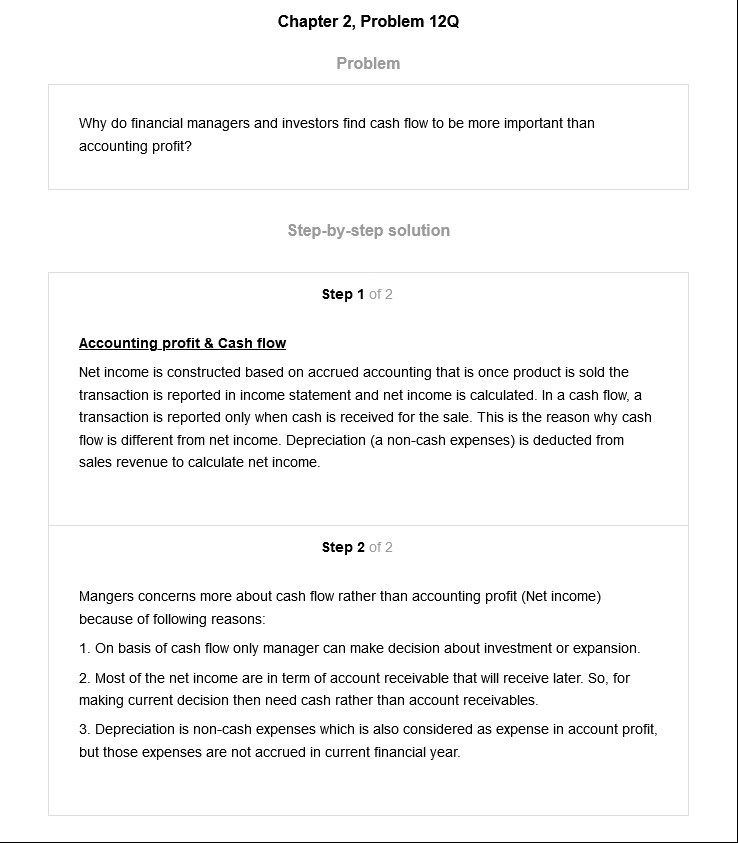 Chapter 2, Problem 12Q
Problem
Why do financial managers and investors find cash flow to be more important than
accounting profit?
Step-by-step solution
Step 1 of 2
Accounting profit & Cash flow
Net income is constructed based on accrued accounting that is once product is sold the
transaction is reported in income statement and net income is calculated. In a cash flow, a
transaction is reported only when cash is received for the sale. This is the reason why cash
flow is different from net income. Depreciation (a non-cash expenses) is deducted from
sales revenue to calculate net income.
Step 2 of 2
Mangers concerns more about cash flow rather than accounting profit (Net income)
because of following reasons:
1. On basis of cash flow only manager can make decision about investment or expansion.
2. Most of the net income are in term of account receivable that will receive later. So, for
making current decision then need cash rather than account receivables.
3. Depreciation is non-cash expenses which is also considered as expense in account profit,
but those expenses are not accrued in current financial year.